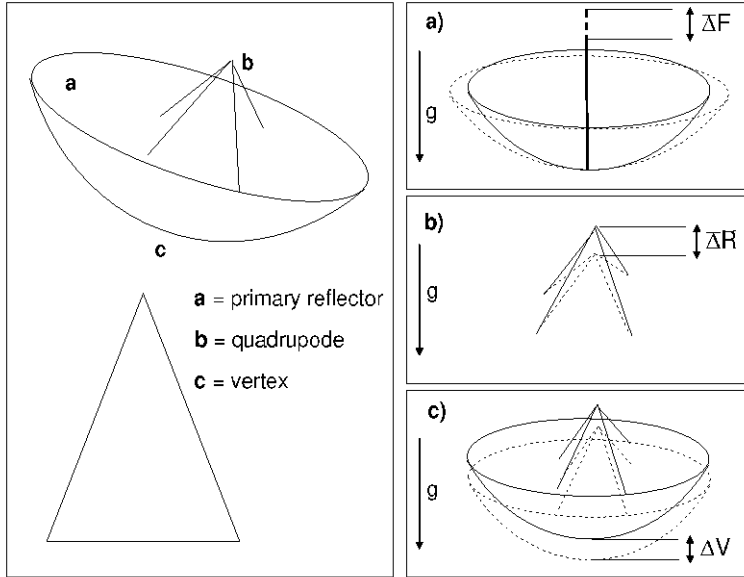 a
b
c
a = primary reflector
b = quadrupode
c = vertex
a)
ΔF
g
b)
ΔR
g
c)
g
ΔV